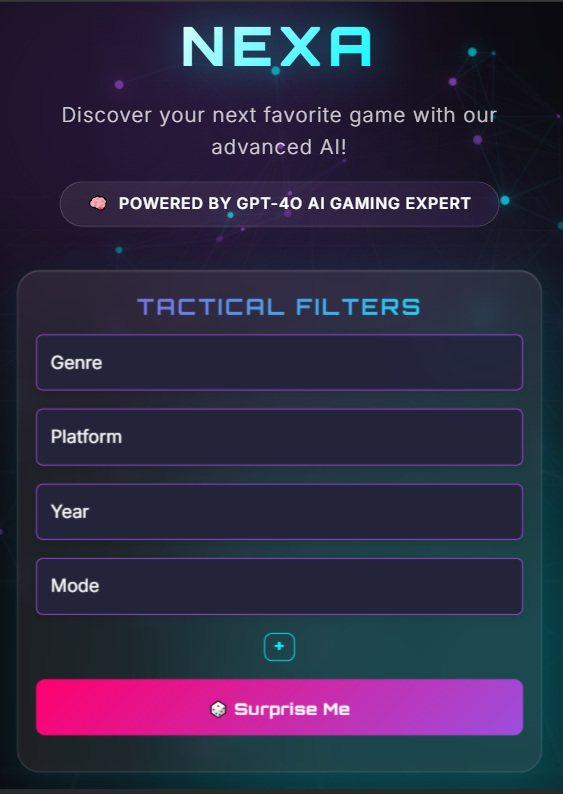 NEXA
Discover your next favorite game with our
advanced AI!
🧠 POWERED BY GPT-4O AI GAMING EXPERT
TACTICAL FILTERS
Genre
Platform
Year
Mode
+
🎲 Surprise Me